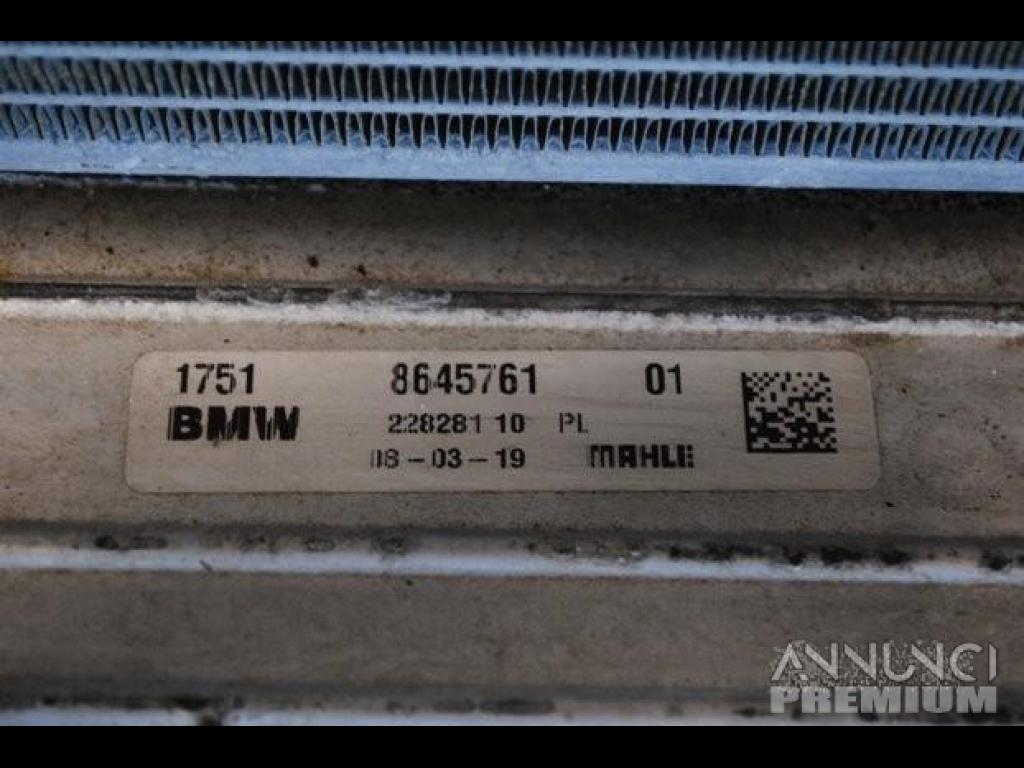 1751 8645761 01
BMW 228281 10 PL
08-03-19 MAHLE
ANNUNCI
PREMIUM